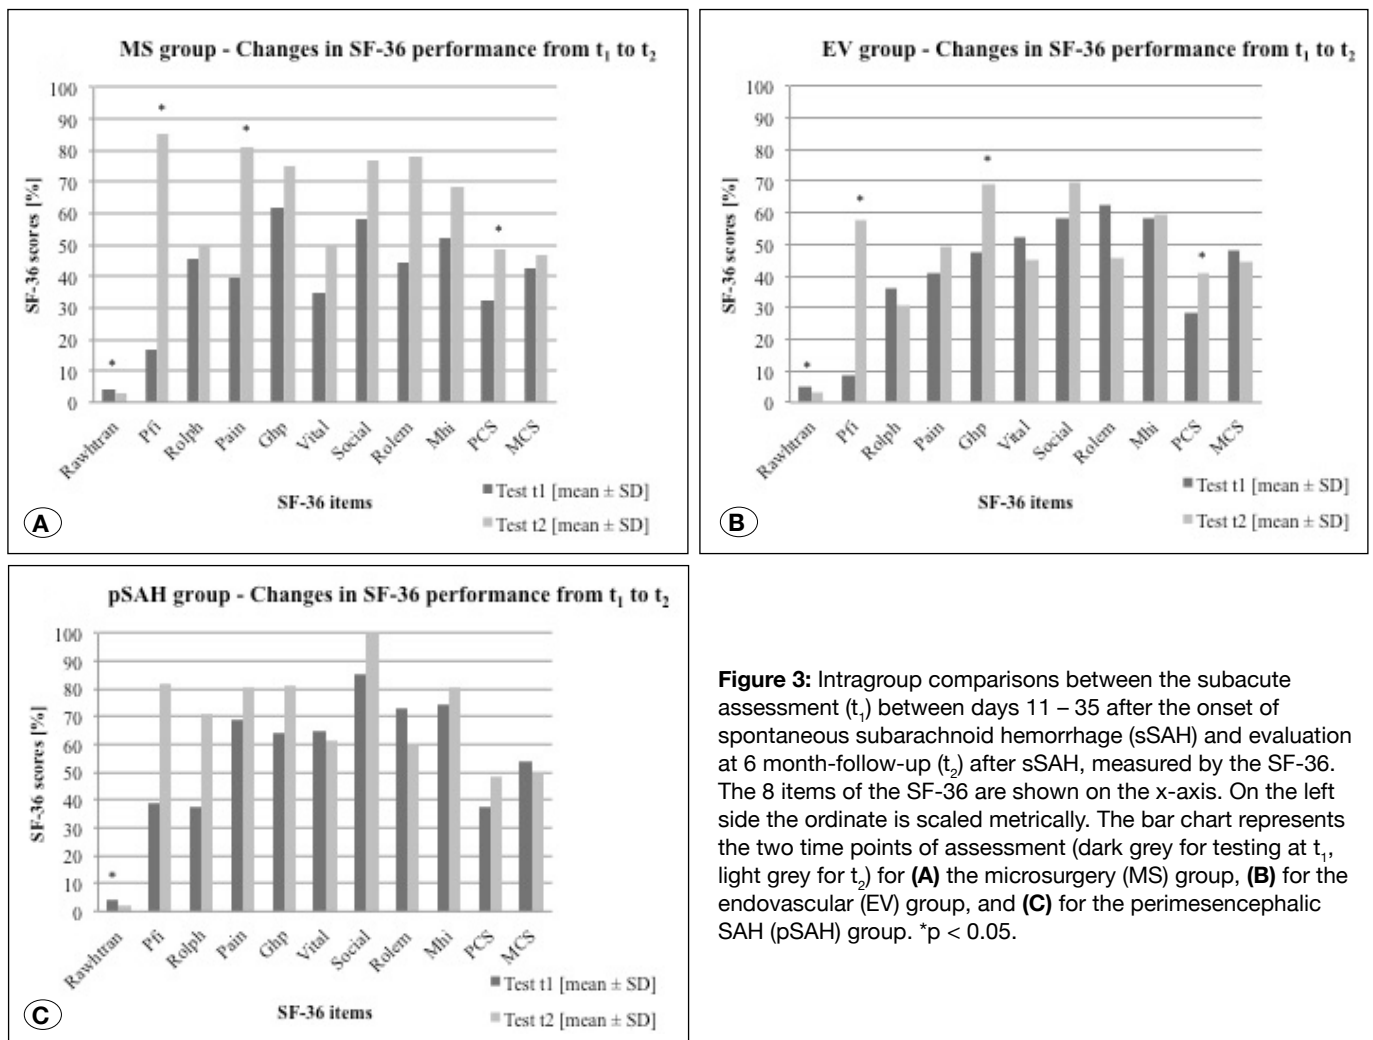 MS group - Changes in SF-36 performance from t1 to t2
SF-36 scores [%]
100
90
80
70
60
50
40
30
20
10
0
*
*
*
*
Rawhtran
Pfi
Rolph
Pain
Ghp
Vital
Social
Rolem
Mhi
PCS
MCS
SF-36 items
Test t1 [mean ± SD]
Test t2 [mean ± SD]
A
EV group - Changes in SF-36 performance from t1 to t2
SF-36 scores [%]
100
90
80
70
60
50
40
30
20
10
0
*
*
*
*
Rawhtran
Pfi
Rolph
Pain
Ghp
Vital
Social
Rolem
Mhi
PCS
MCS
SF-36 items
Test t1 [mean ± SD]
Test t2 [mean ± SD]
B
pSAH group - Changes in SF-36 performance from t1 to t2
SF-36 scores [%]
100
90
80
70
60
50
40
30
20
10
0
*
Rawhtran
Pfi
Rolph
Pain
Ghp
Vital
Social
Rolem
Mhi
PCS
MCS
SF-36 items
Test t1 [mean ± SD]
Test t2 [mean ± SD]
C
Figure 3: Intragroup comparisons between the subacute
assessment (t1) between days 11 – 35 after the onset of
spontaneous subarachnoid hemorrhage (sSAH) and evaluation
at 6 month-follow-up (t2) after sSAH, measured by the SF-36.
The 8 items of the SF-36 are shown on the x-axis. On the left
side the ordinate is scaled metrically. The bar chart represents
the two time points of assessment (dark grey for testing at t1,
light grey for t2) for (A) the microsurgery (MS) group, (B) for the
endovascular (EV) group, and (C) for the perimesencephalic
SAH (pSAH) group. *p < 0.05.